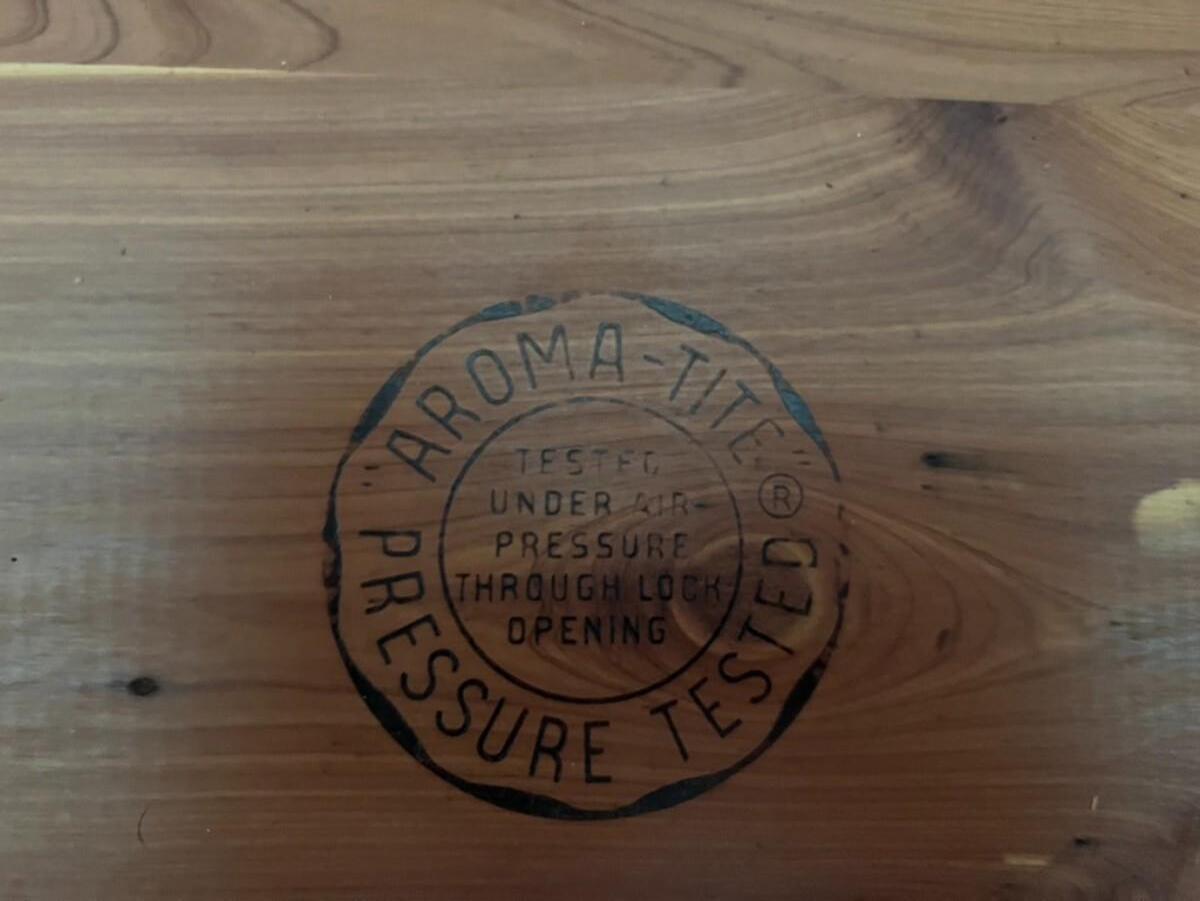 "AROMA-TITE"®
TESTED
UNDER AIR-
PRESSURE
THROUGH LOCK
OPENING
PRESSURE TESTED